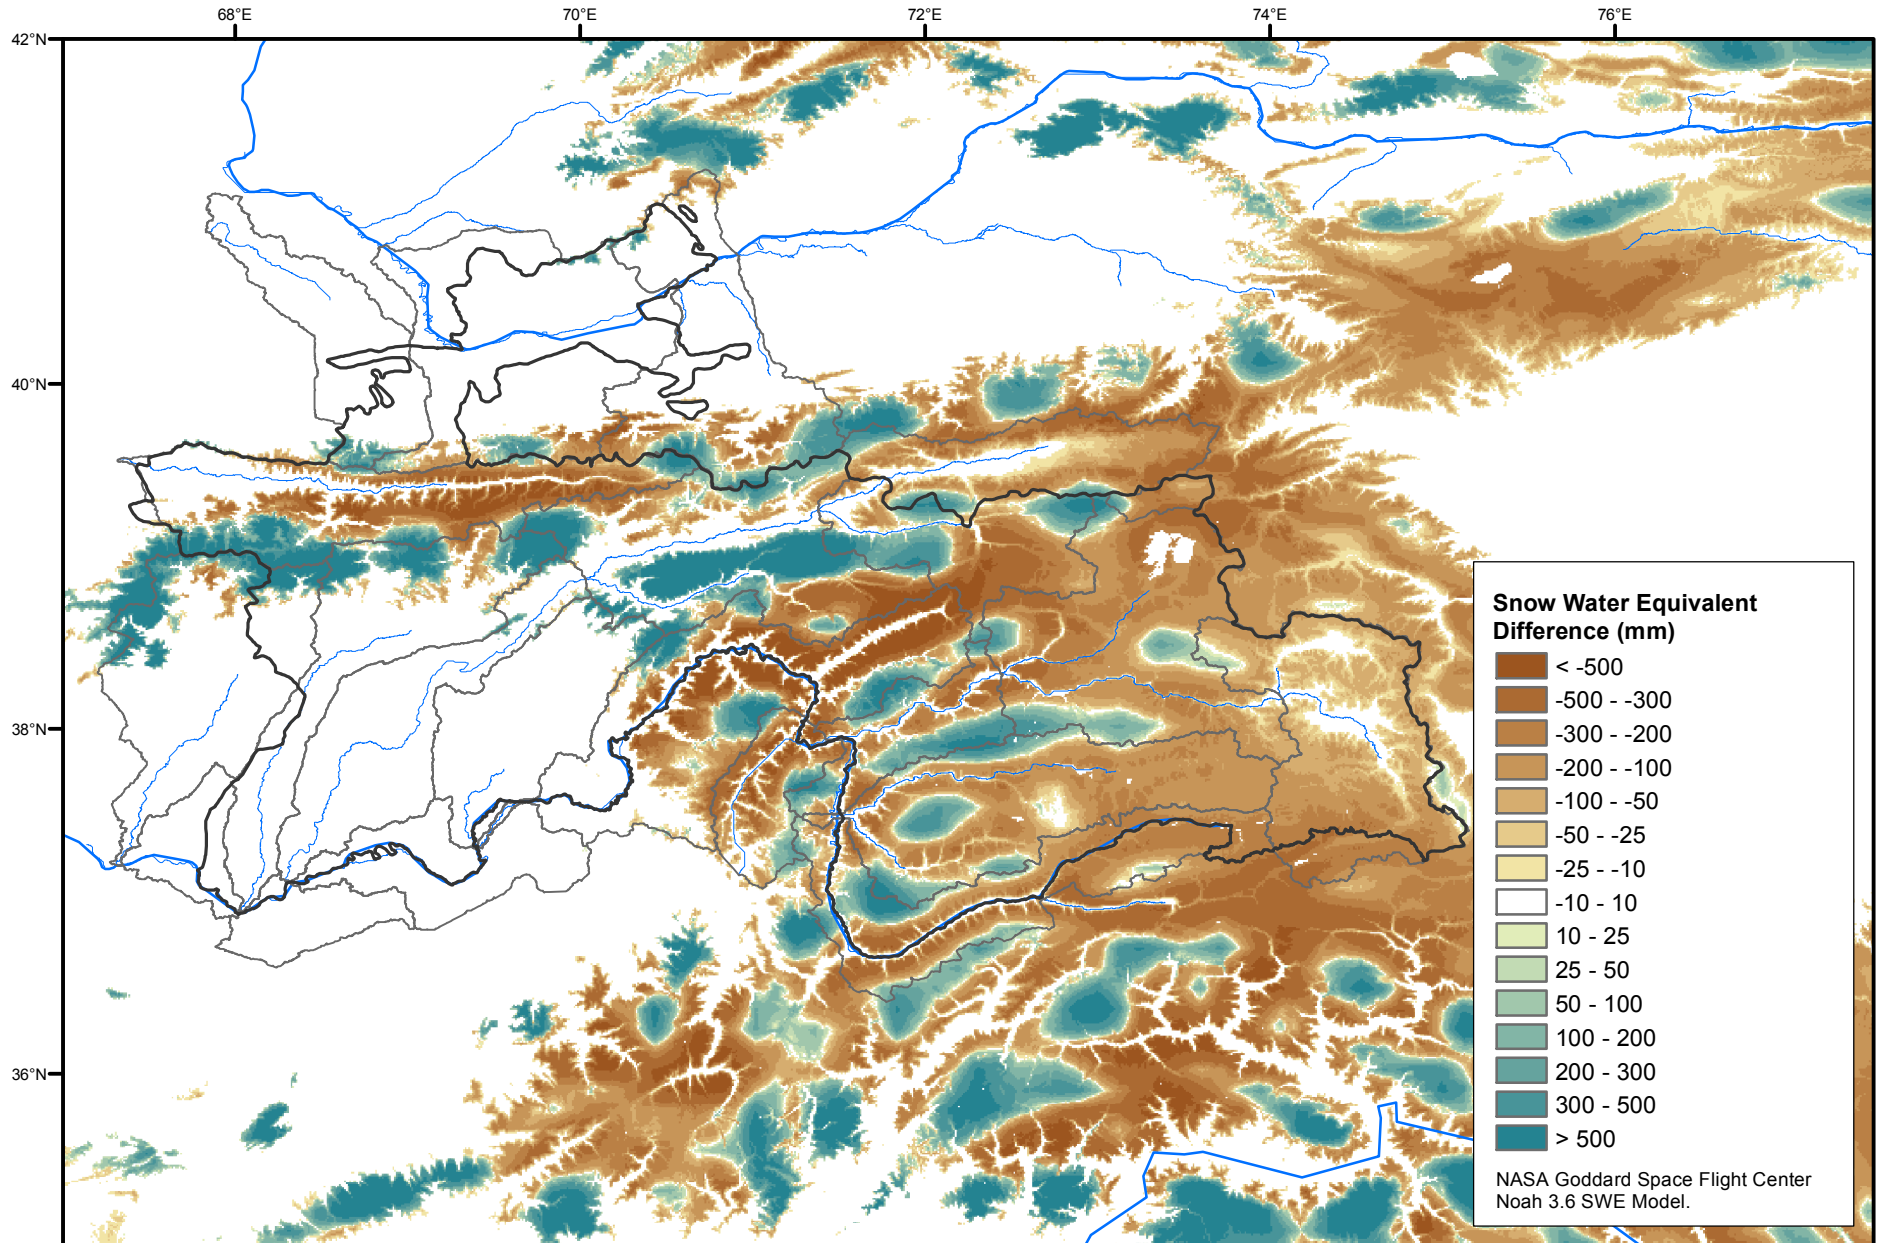 68°E 70°E 72°E 74°E 76°E
42°N
40°N
38°N
36°N
Snow Water Equivalent
Difference (mm)
< -500
-500 - -300
-300 - -200
-200 - -100
-100 - -50
-50 - -25
-25 - -10
-10 - 10
10 - 25
25 - 50
50 - 100
100 - 200
200 - 300
300 - 500
> 500
NASA Goddard Space Flight Center
Noah 3.6 SWE Model.